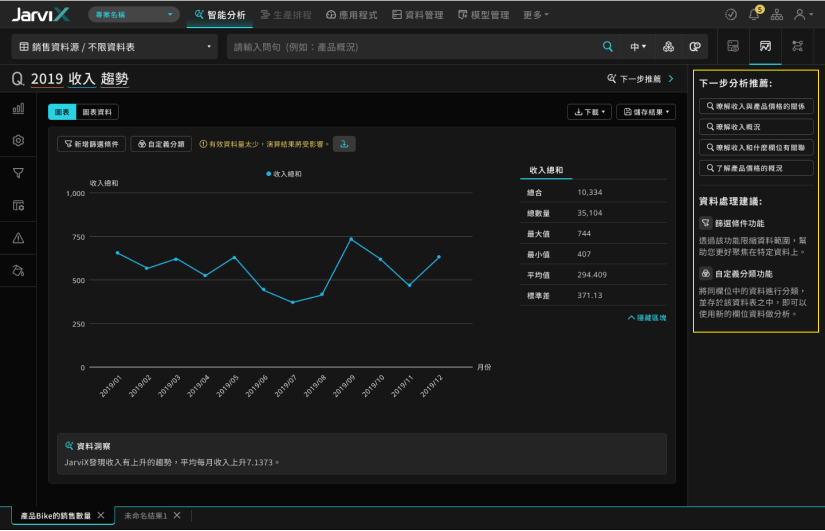 JarviX
專案名稱
智能分析
生產排程
應用程式
資料管理
模型管理
更多
5
銷售資料源 / 不限資料表
請輸入問句 (例如：產品概況)
中
2019 收入 趨勢
下一步推薦
圖表
圖表資料
下載
儲存結果
新增篩選條件
自定義分類
有效資料量太少，演算結果將受影響。
收入總和
收入總和
1,000
750
500
250
0
月份
2019/01
2019/02
2019/03
2019/04
2019/05
2019/06
2019/07
2019/08
2019/09
2019/10
2019/11
2019/12
收入總和
總合 10,334
總數量 35,104
最大值 744
最小值 407
平均值 294.409
標準差 371.13
隱藏區塊
資料洞察
JarviX發現收入有上升的趨勢，平均每月收入上升7.1373。
下一步分析推薦：
瞭解收入與產品價格的關係
瞭解收入概況
瞭解收入和什麼欄位有關聯
了解產品價格的概況
資料處理建議：
篩選條件功能
透過該功能限縮資料範圍，幫
助您更好聚焦在特定資料上。
自定義分類功能
將同欄位中的資料進行分類，
並存於該資料表之中，即可以
使用新的欄位資料做分析。
產品Bike的銷售數量
未命名結果1